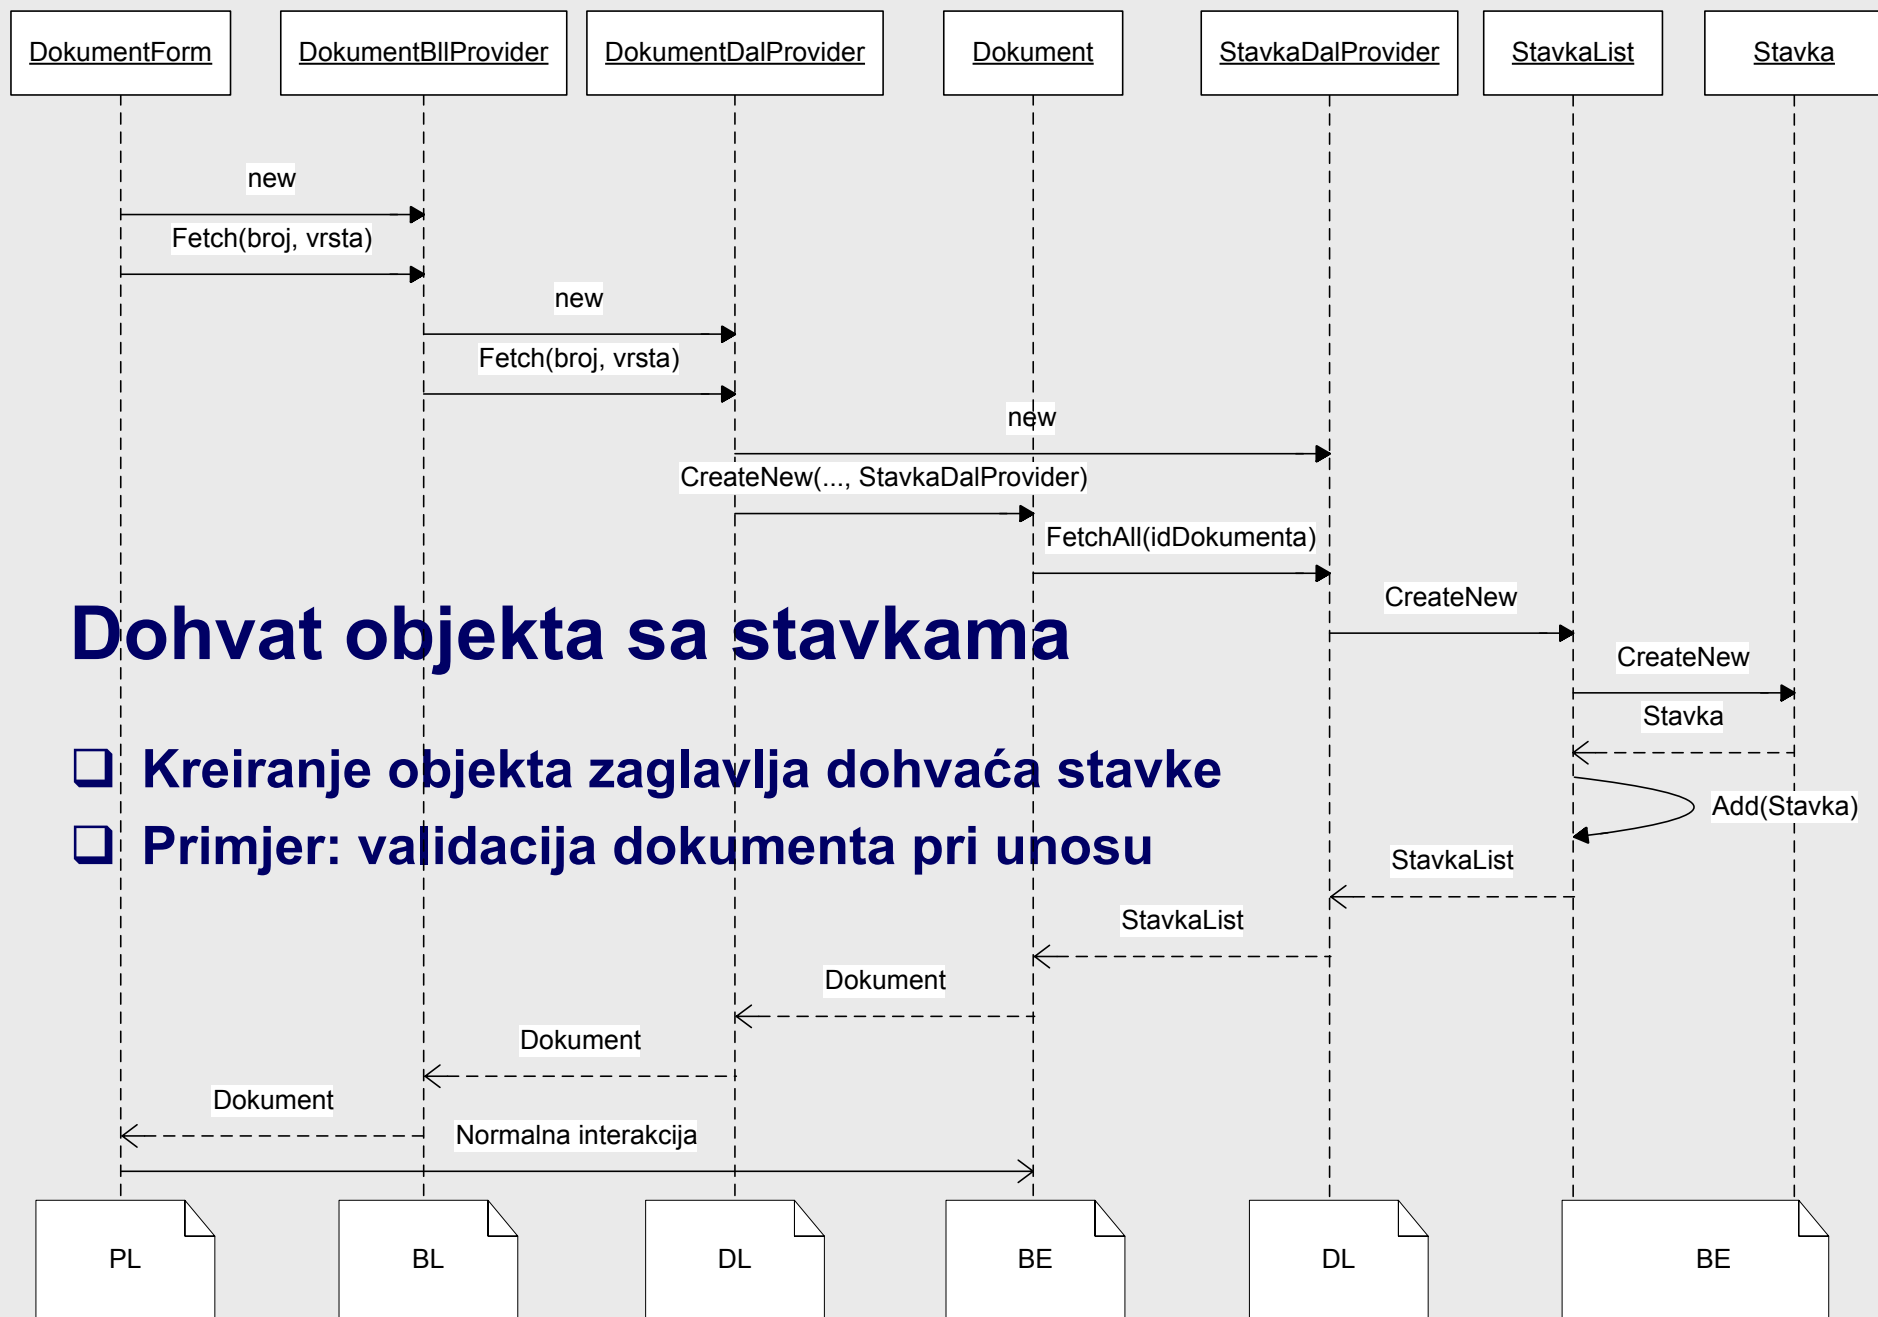 DokumentForm
DokumentBllProvider
DokumentDalProvider
Dokument
StavkaDalProvider
StavkaList
Stavka
new
Fetch(broj, vrsta)
new
Fetch(broj, vrsta)
new
CreateNew(..., StavkaDalProvider)
FetchAll(idDokumenta)
CreateNew
Dohvat objekta sa stavkama
CreateNew
Stavka
Kreiranje objekta zaglavlja dohvaća stavke
Add(Stavka)
Primjer: validacija dokumenta pri unosu
StavkaList
StavkaList
Dokument
Dokument
Dokument
Normalna interakcija
PL
BL
DL
BE
DL
BE